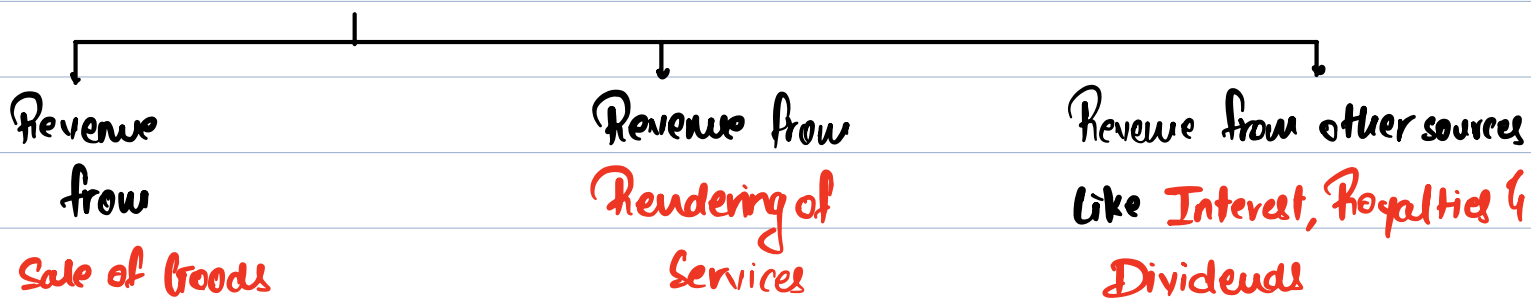 Revenue Revenue from Revenue from other sources
from Rendering of like Interest, Royalties &
Sale of Goods Services Dividends